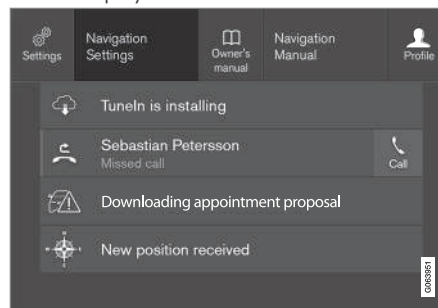 Settings
Navigation
Settings
Owner's
manual
Navigation
Manual
Profile
TuneIn is installing
Sebastian Petersson
Missed call
Call
Downloading appointment proposal
New position received
G063951